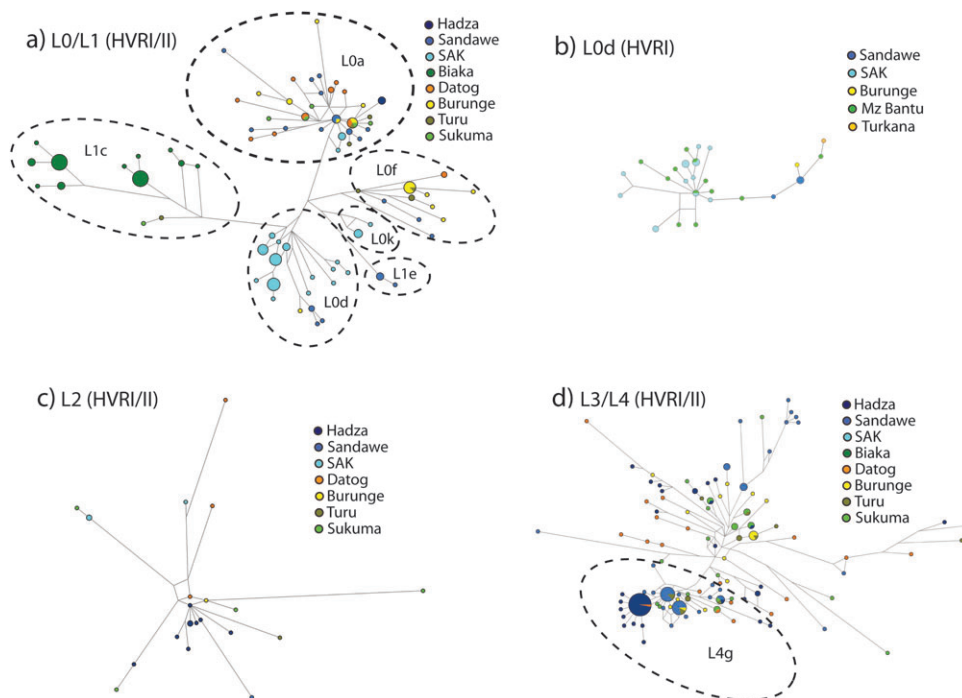 a) L0/L1 (HVRI/II)
Hadza
Sandawe
SAK
Biaka
Datog
Burunge
Turu
Sukuma
L0a
L1c
L0f
L0k
L1e
L0d
b) L0d (HVRI)
Sandawe
SAK
Burunge
Mz Bantu
Turkana
c) L2 (HVRI/II)
Hadza
Sandawe
SAK
Datog
Burunge
Turu
Sukuma
d) L3/L4 (HVRI/II)
Hadza
Sandawe
SAK
Biaka
Datog
Burunge
Turu
Sukuma
L4g